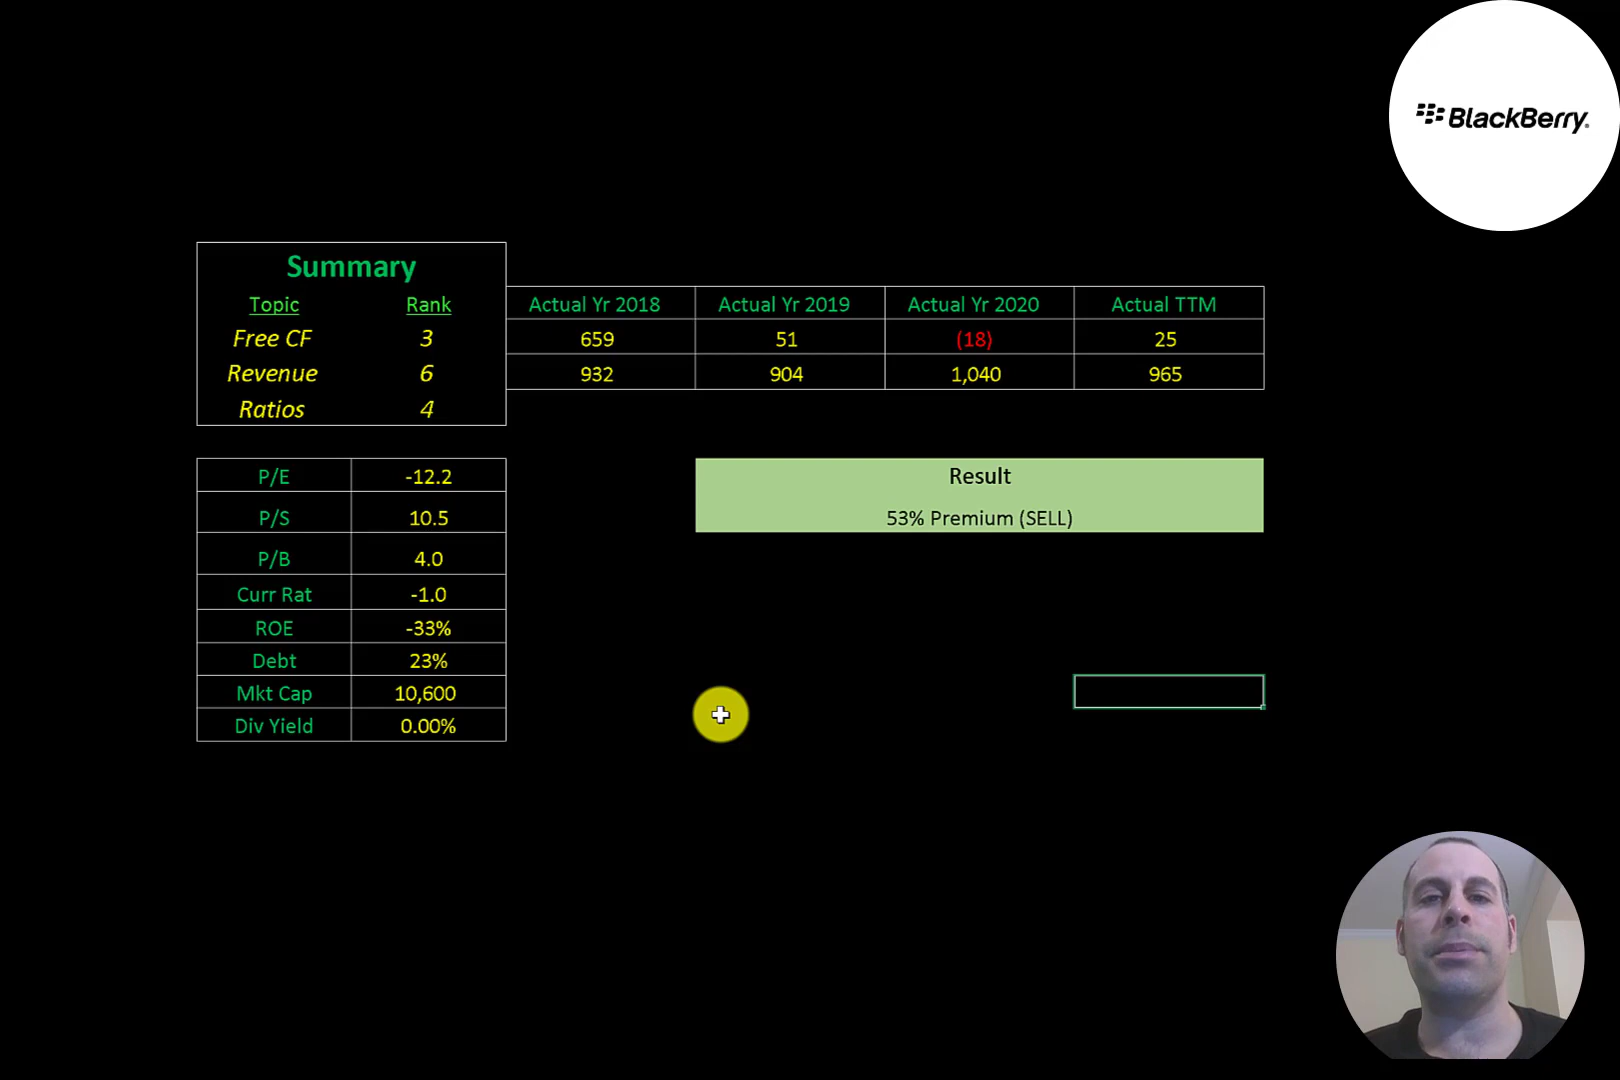 BlackBerry.
Summary
Topic Rank Actual Yr 2018 Actual Yr 2019 Actual Yr 2020 Actual TTM
Free CF 3 659 51 (18) 25
Revenue 6 932 904 1,040 965
Ratios 4
P/E -12.2 Result
P/S 10.5 53% Premium (SELL)
P/B 4.0
Curr Rat -1.0
ROE -33%
Debt 23%
Mkt Cap 10,600
Div Yield 0.00%